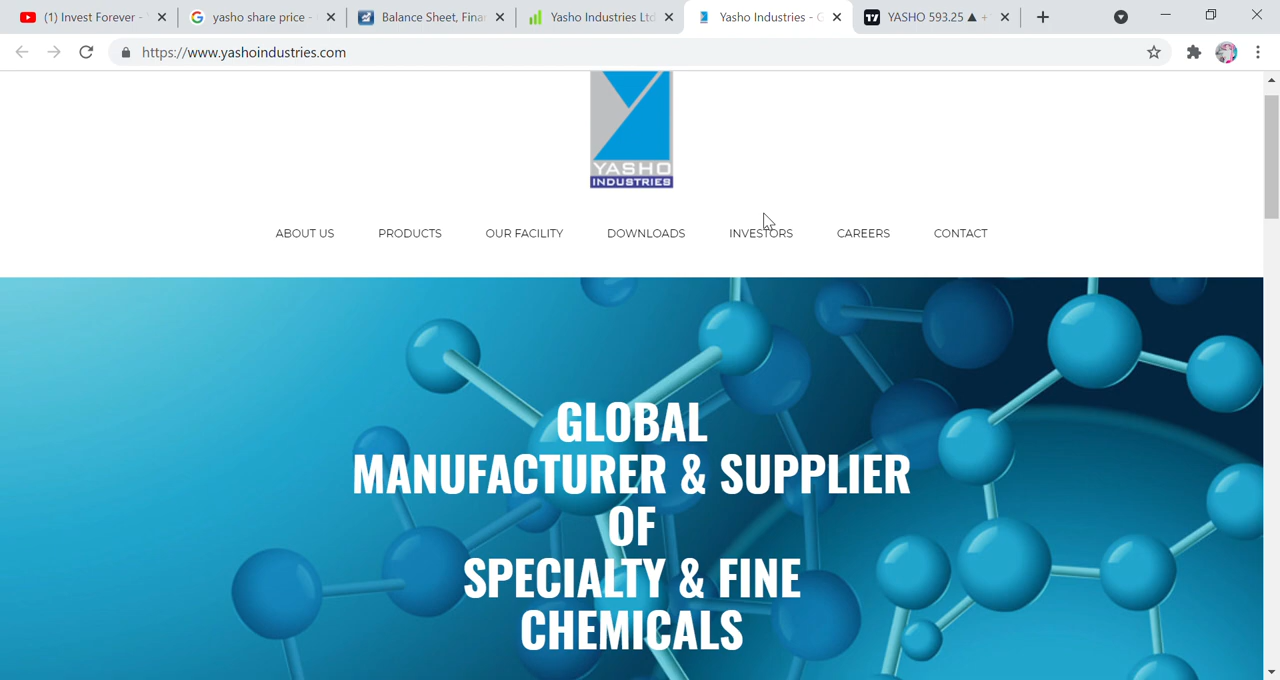 (1) Invest Forever -
yasho share price -
Balance Sheet, Finan
Yasho Industries Ltd
Yasho Industries - G
YASHO 593.25 ▲ +
https://www.yashoindustries.com
YASHO
INDUSTRIES
ABOUT US
PRODUCTS
OUR FACILITY
DOWNLOADS
INVESTORS
CAREERS
CONTACT
GLOBAL
MANUFACTURER & SUPPLIER
OF
SPECIALTY & FINE
CHEMICALS